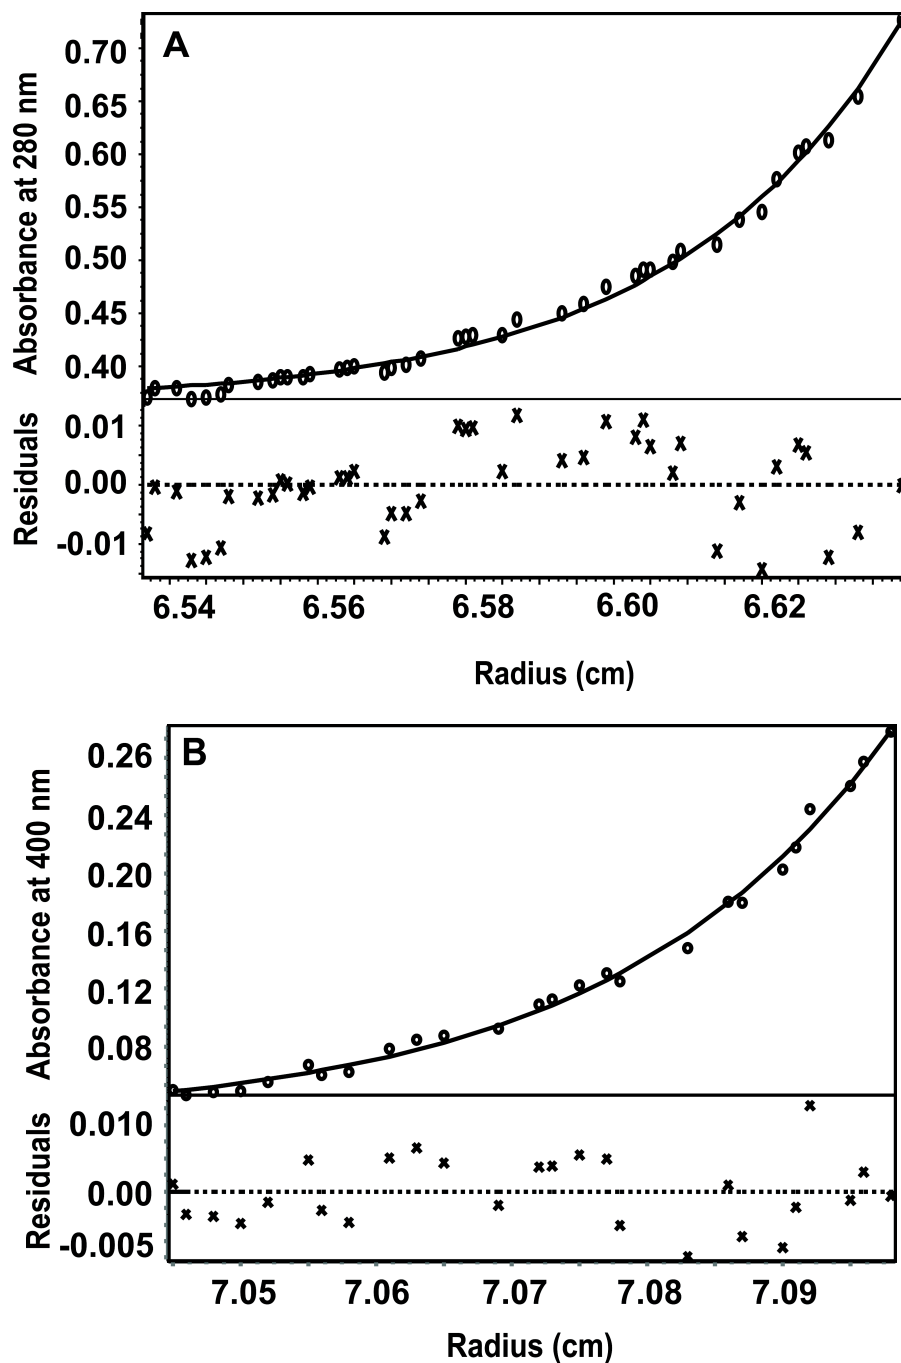 A
Absorbance at 280 nm
0.70
0.65
0.60
0.55
0.50
0.45
0.40
Residuals
0.01
0.00
-0.01
6.54 6.56 6.58 6.60 6.62
Radius (cm)
B
Absorbance at 400 nm
0.26
0.24
0.20
0.16
0.12
0.08
Residuals
0.010
0.00
-0.005
7.05 7.06 7.07 7.08 7.09
Radius (cm)